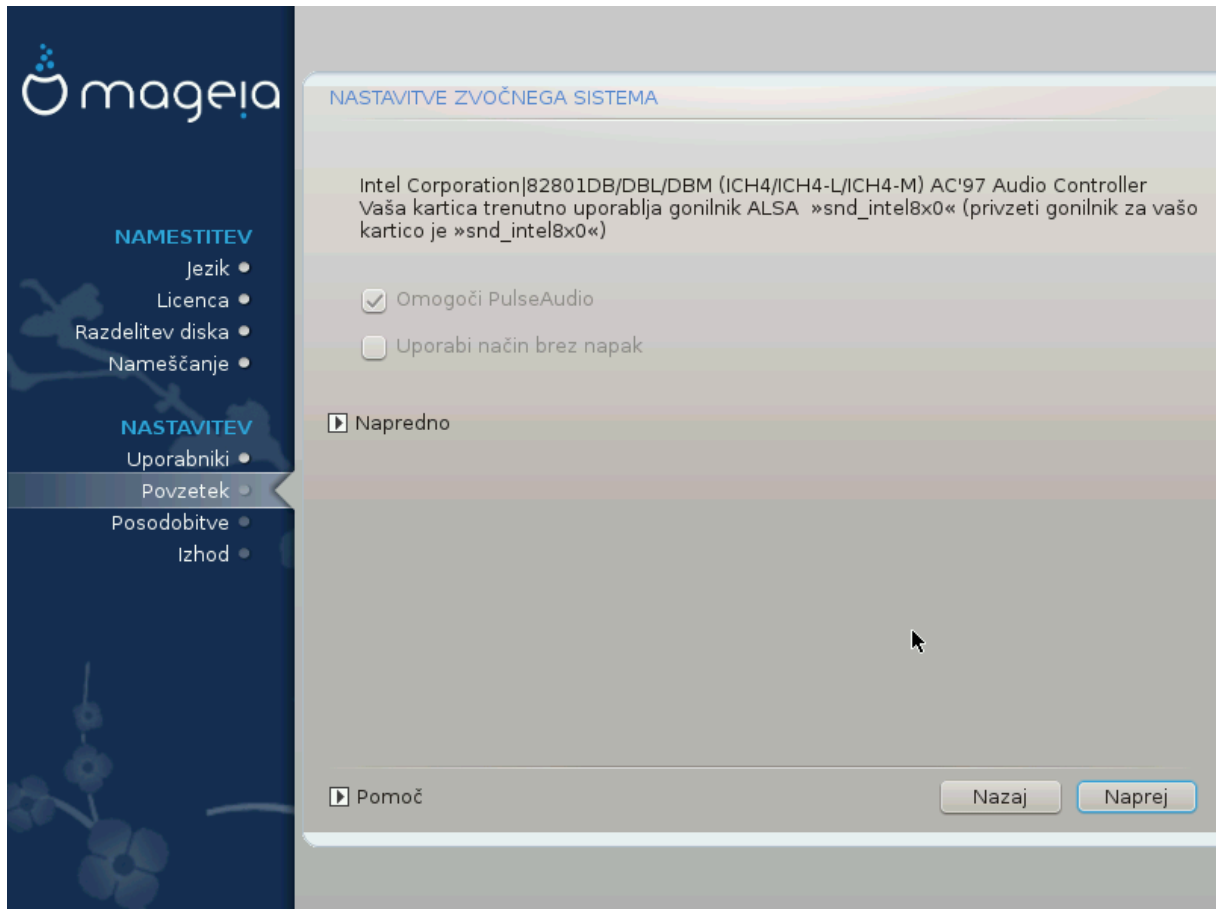 mageia
NAMESTITEV
Jezik
Licenca
Razdelitev diska
Nameščanje
NASTAVITEV
Uporabniki
Povzetek
Posodobitve
Izhod
NASTAVITVE ZVOČNEGA SISTEMA
Intel Corporation|82801DB/DBL/DBM (ICH4/ICH4-L/ICH4-M) AC'97 Audio Controller
Vaša kartica trenutno uporablja gonilnik ALSA »snd_intel8x0« (privzeti gonilnik za vašo
kartico je »snd_intel8x0«)
Omogoči PulseAudio
Uporabi način brez napak
Napredno
Pomoč
Nazaj
Naprej